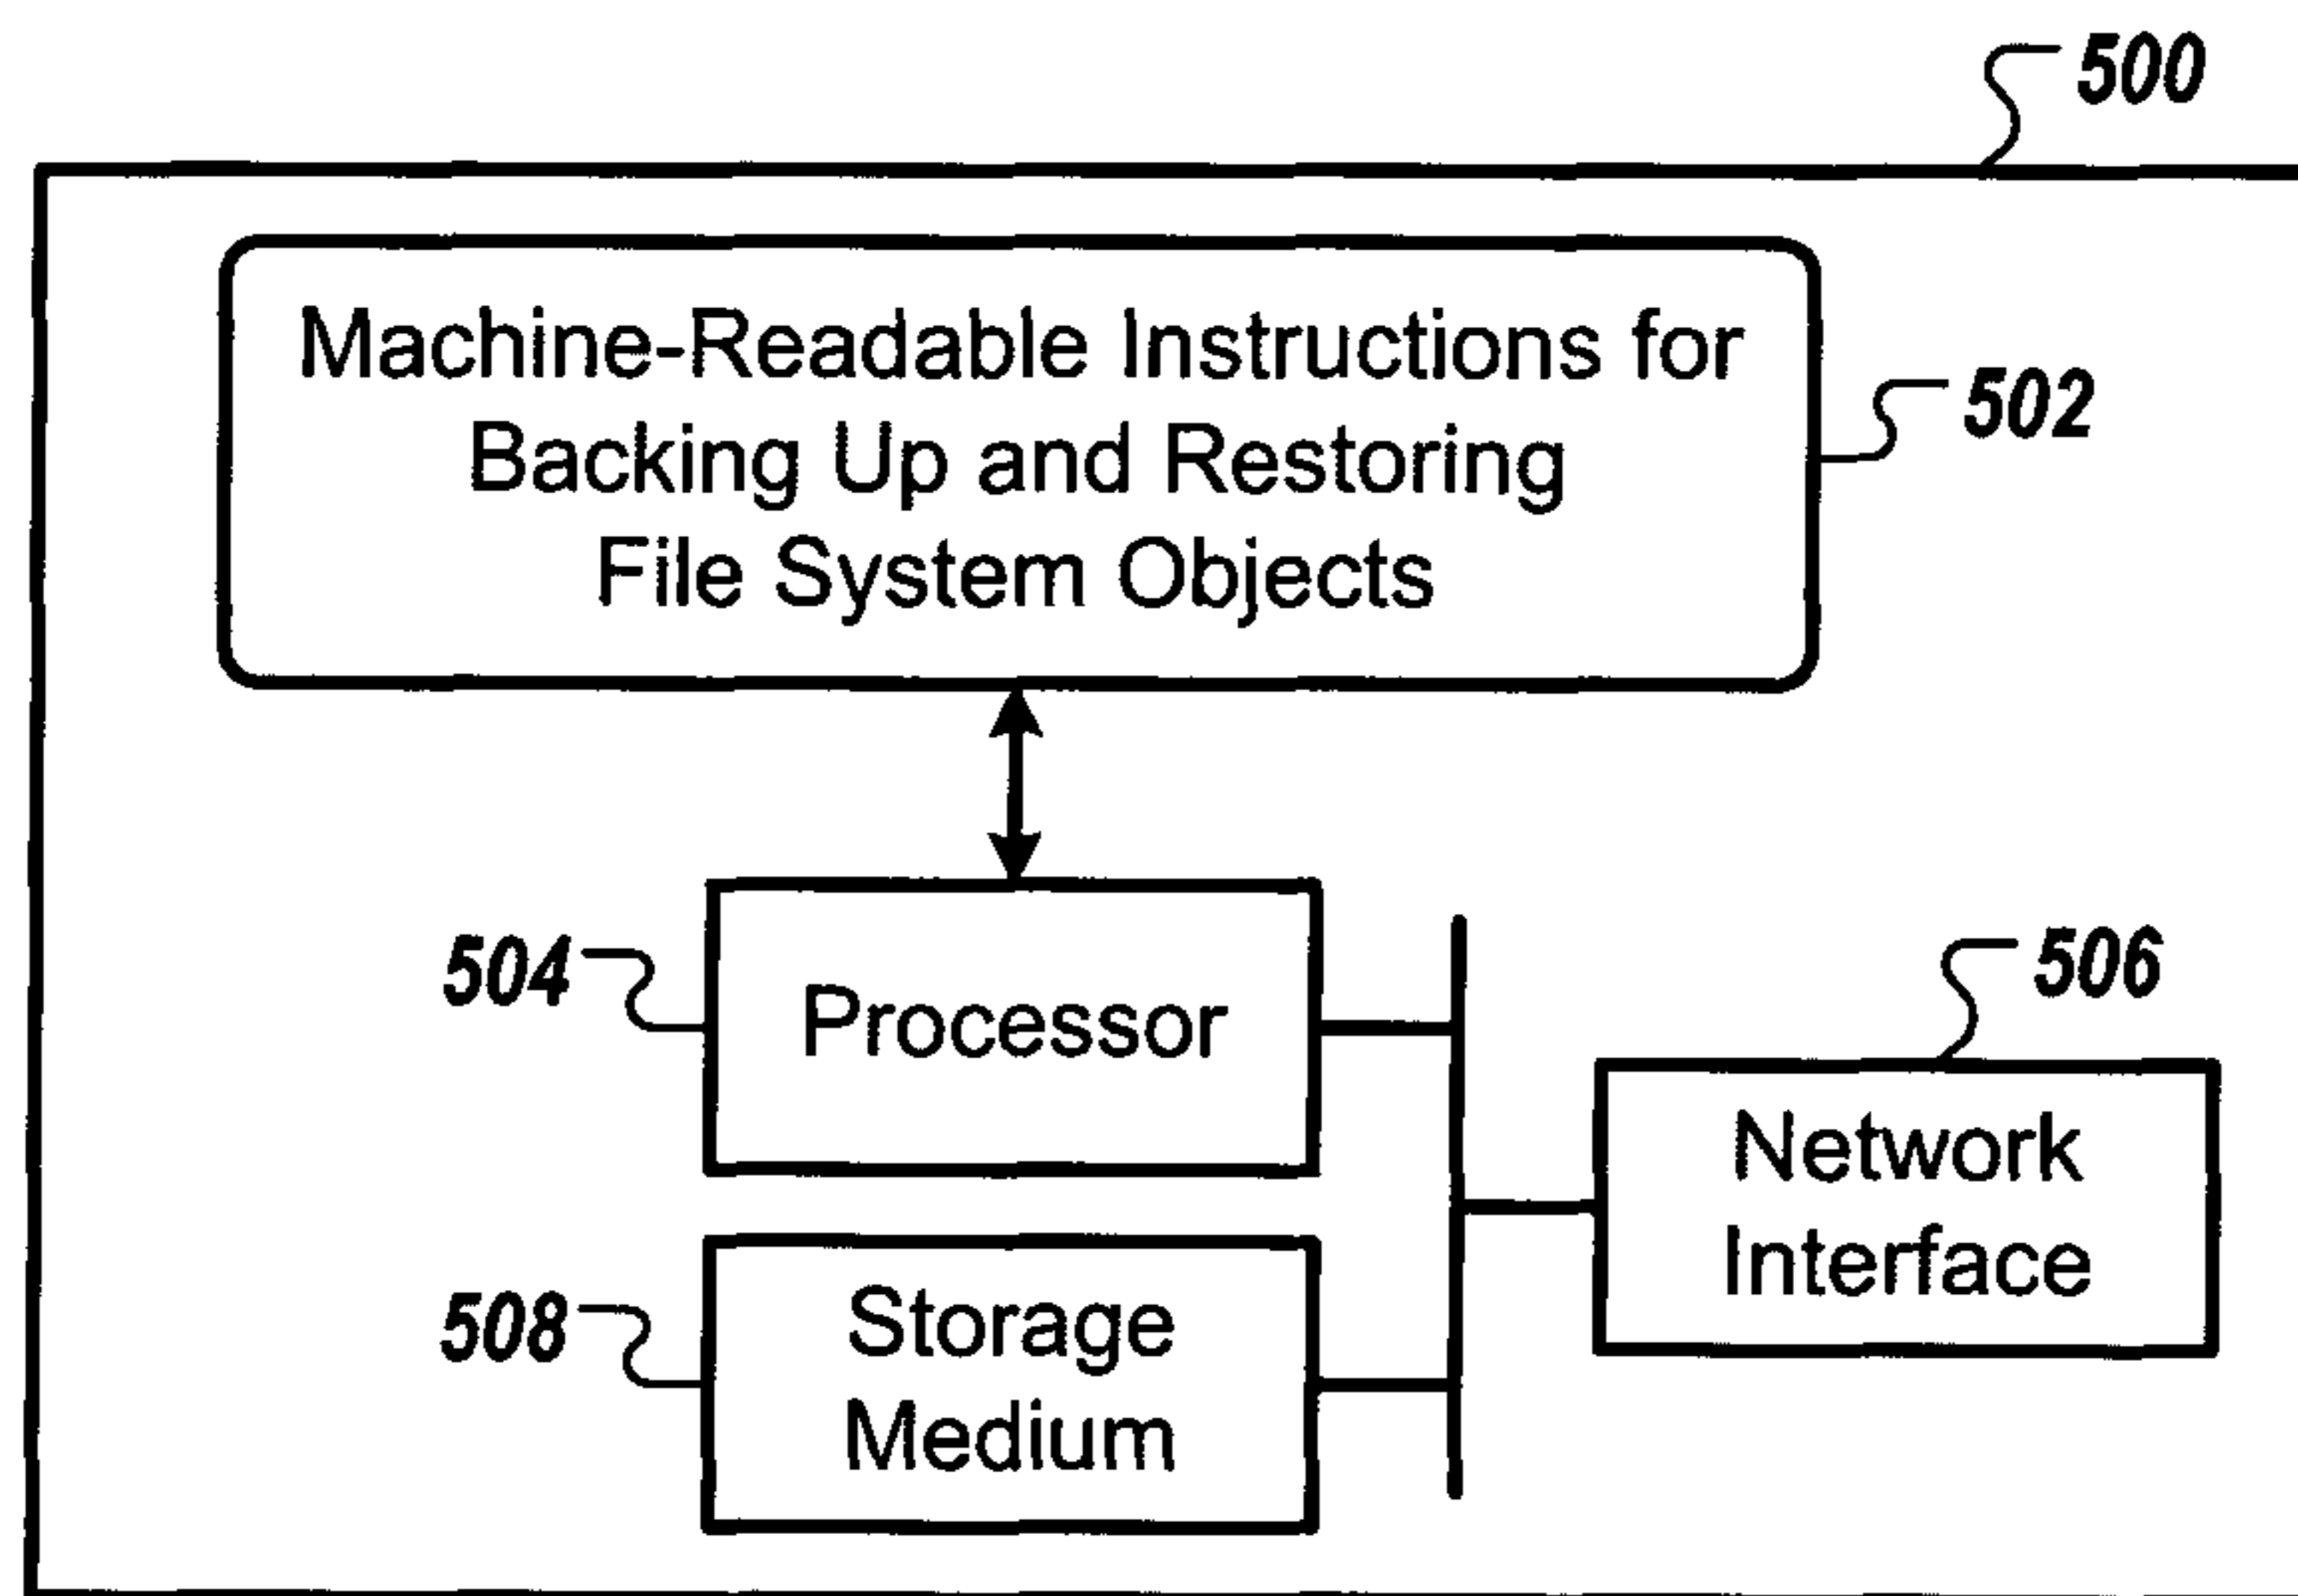 500
Machine-Readable Instructions for
Backing Up and Restoring
File System Objects
502
504
Processor
506
Network
Interface
508
Storage
Medium